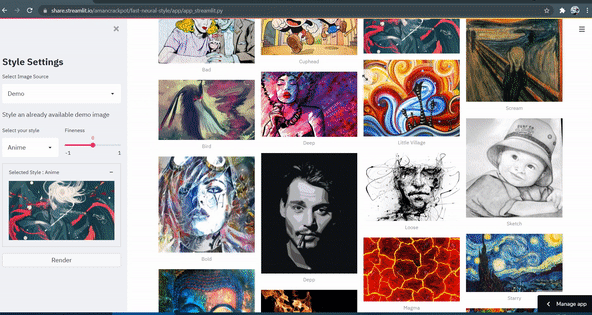 share.streamlit.io/amancrackpot/fast-neural-style/app/app_streamlit.py
Style Settings
Select Image Source
Demo
Style an already available demo image
Select your style
Fineness
0
Anime
-1
1
Selected Style : Anime
Render
Bad
Cuphead
Scream
Bird
Deep
Little Village
Sketch
Bold
Depp
Loose
Magma
Starry
Manage app